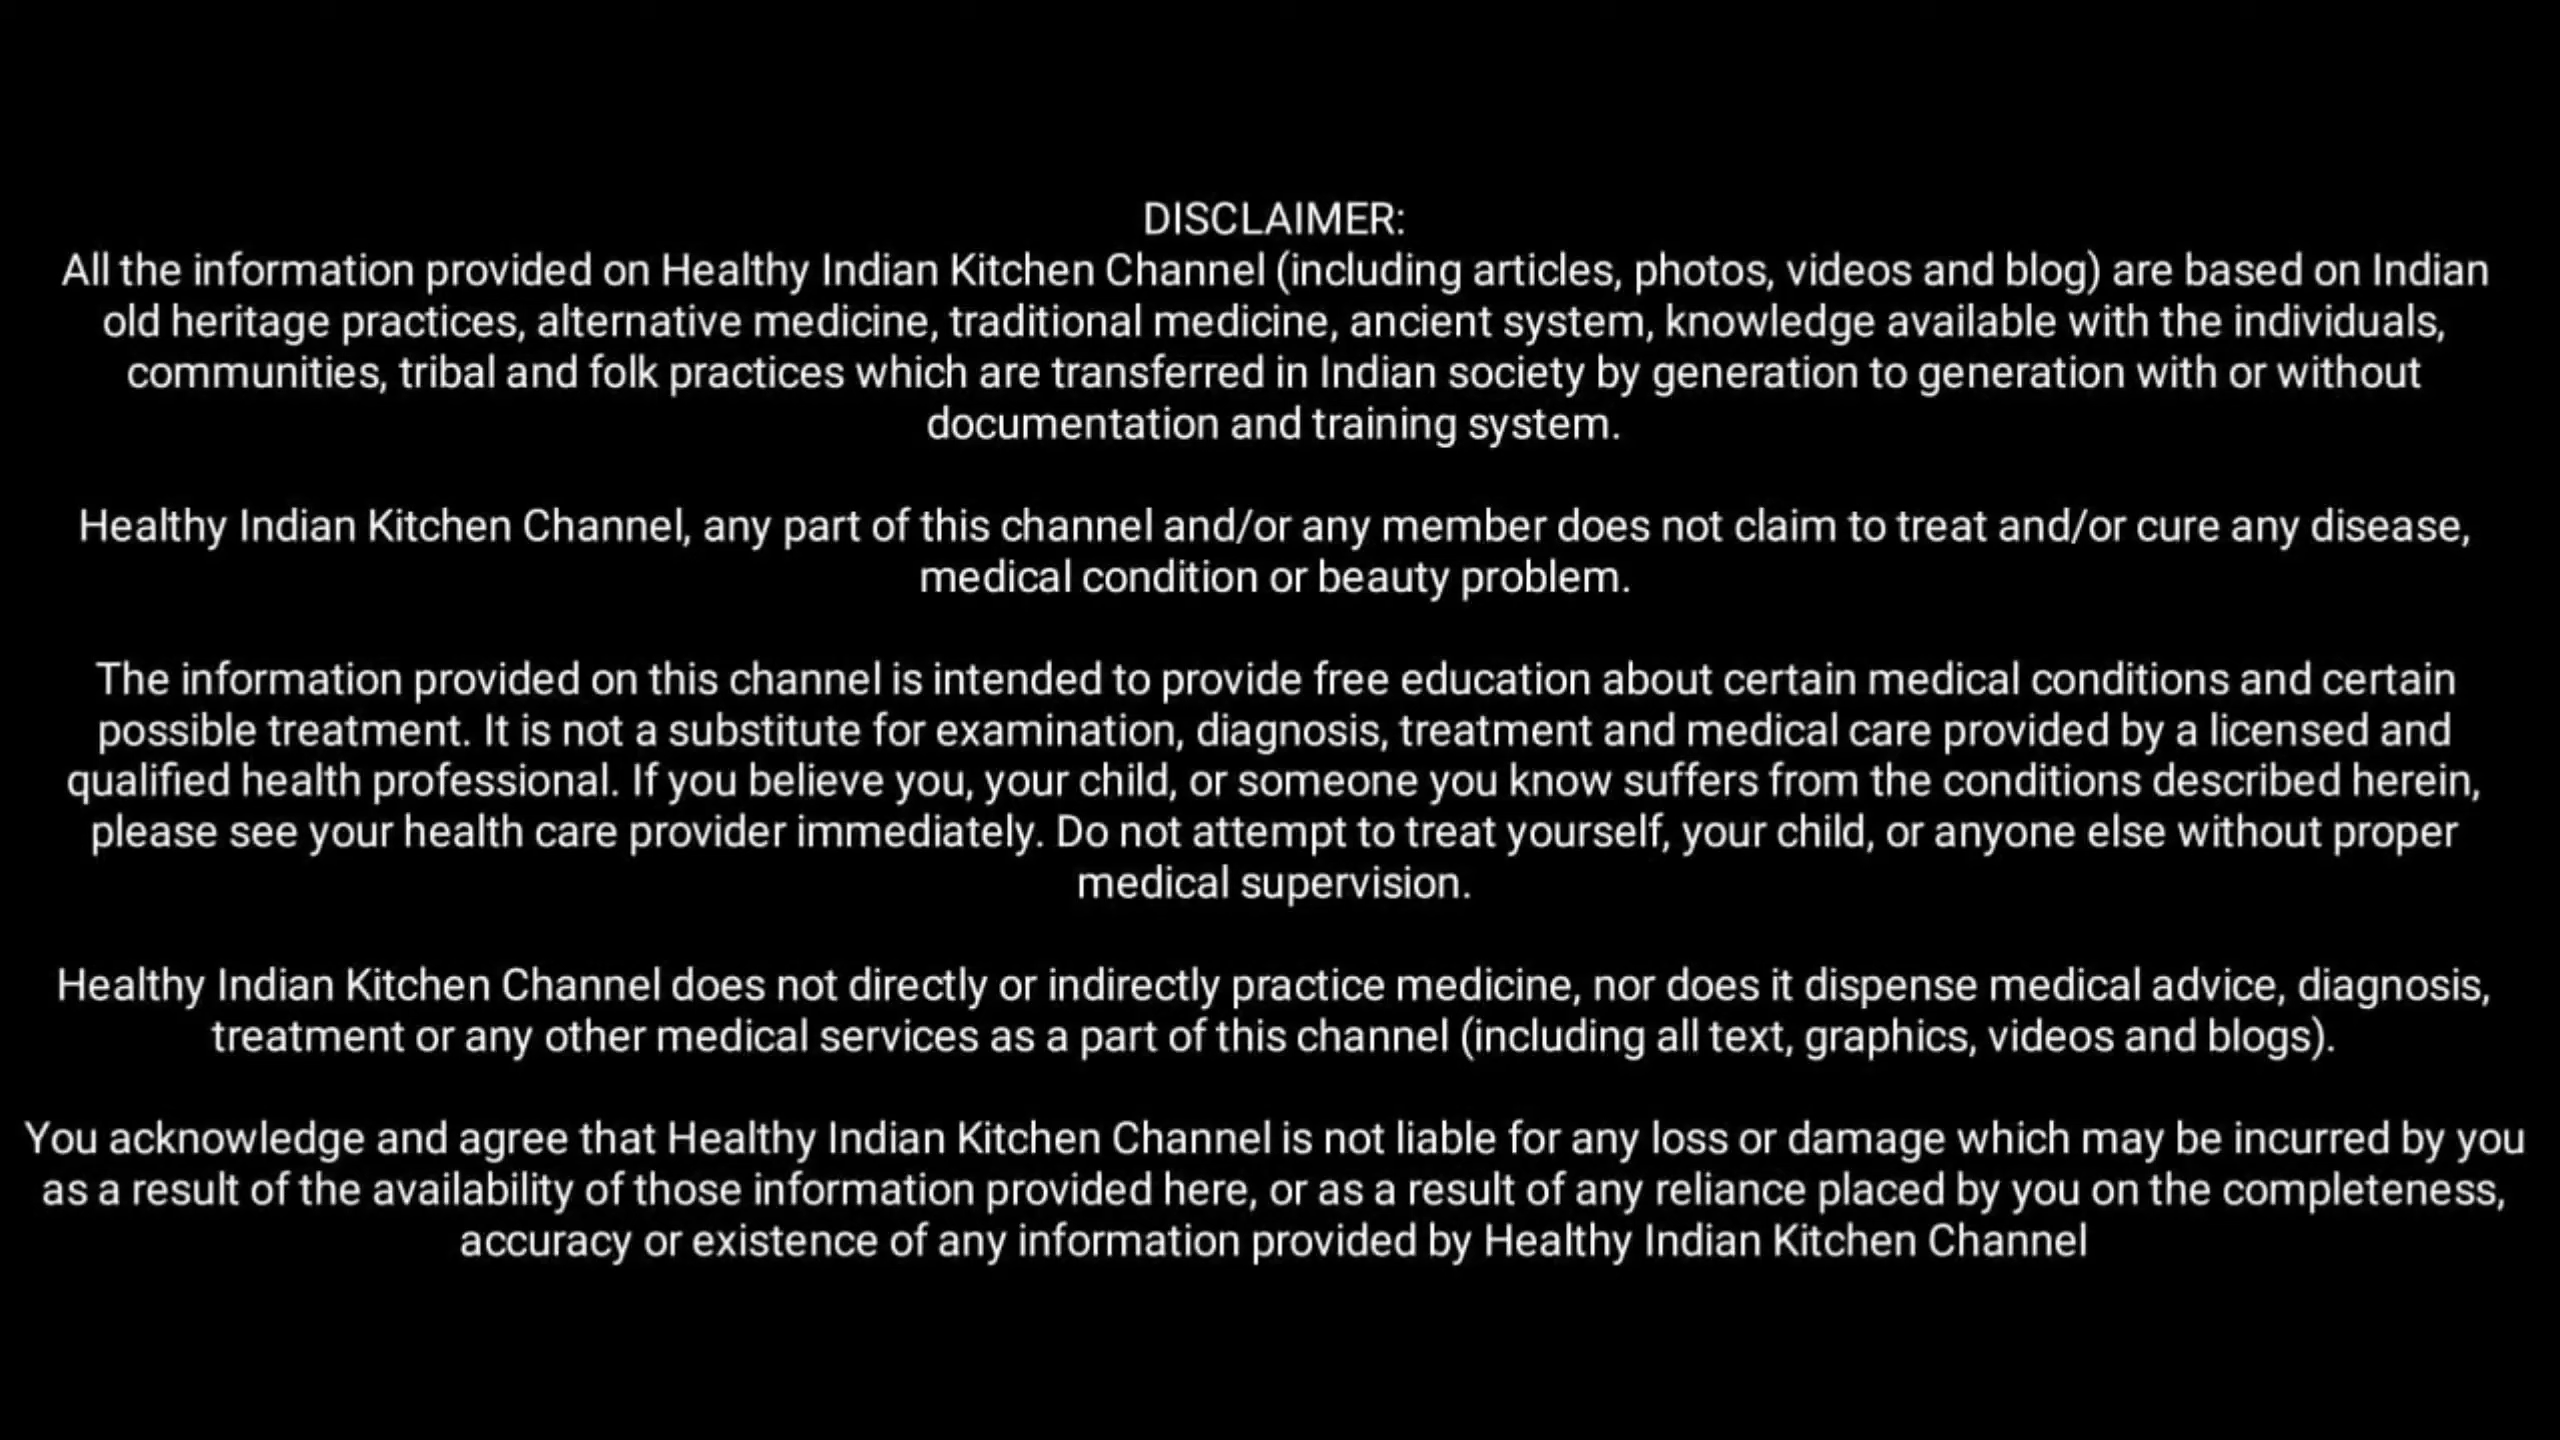 DISCLAIMER:
All the information provided on Healthy Indian Kitchen Channel (including articles, photos, videos and blog) are based on Indian
old heritage practices, alternative medicine, traditional medicine, ancient system, knowledge available with the individuals,
communities, tribal and folk practices which are transferred in Indian society by generation to generation with or without
documentation and training system.
Healthy Indian Kitchen Channel, any part of this channel and/or any member does not claim to treat and/or cure any disease,
medical condition or beauty problem.
The information provided on this channel is intended to provide free education about certain medical conditions and certain
possible treatment. It is not a substitute for examination, diagnosis, treatment and medical care provided by a licensed and
qualified health professional. If you believe you, your child, or someone you know suffers from the conditions described herein,
please see your health care provider immediately. Do not attempt to treat yourself, your child, or anyone else without proper
medical supervision.
Healthy Indian Kitchen Channel does not directly or indirectly practice medicine, nor does it dispense medical advice, diagnosis,
treatment or any other medical services as a part of this channel (including all text, graphics, videos and blogs).
You acknowledge and agree that Healthy Indian Kitchen Channel is not liable for any loss or damage which may be incurred by you
as a result of the availability of those information provided here, or as a result of any reliance placed by you on the completeness,
accuracy or existence of any information provided by Healthy Indian Kitchen Channel